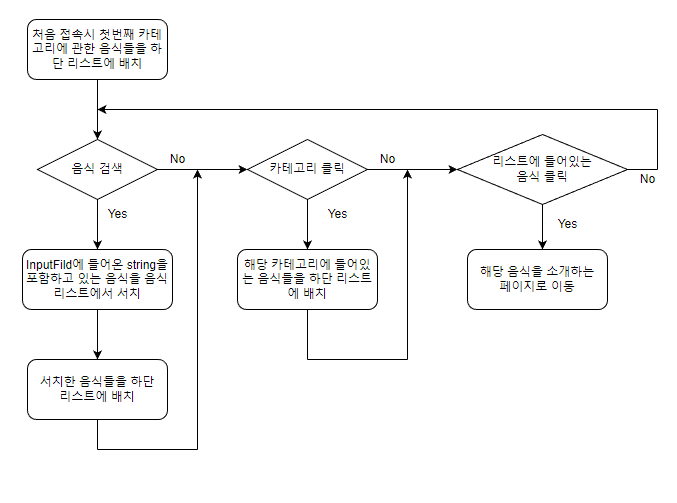 처음 접속시 첫번째 카테
고리에 관한 음식들을 하
단 리스트에 배치
음식 검색
No
카테고리 클릭
No
리스트에 들어있는
음식 클릭
No
Yes
Yes
Yes
InputFild에 들어온 string을
포함하고 있는 음식을 음식
리스트에서 서치
해당 카테고리에 들어있
는 음식들을 하단 리스트
에 배치
해당 음식을 소개하는
페이지로 이동
서치한 음식들을 하단
리스트에 배치